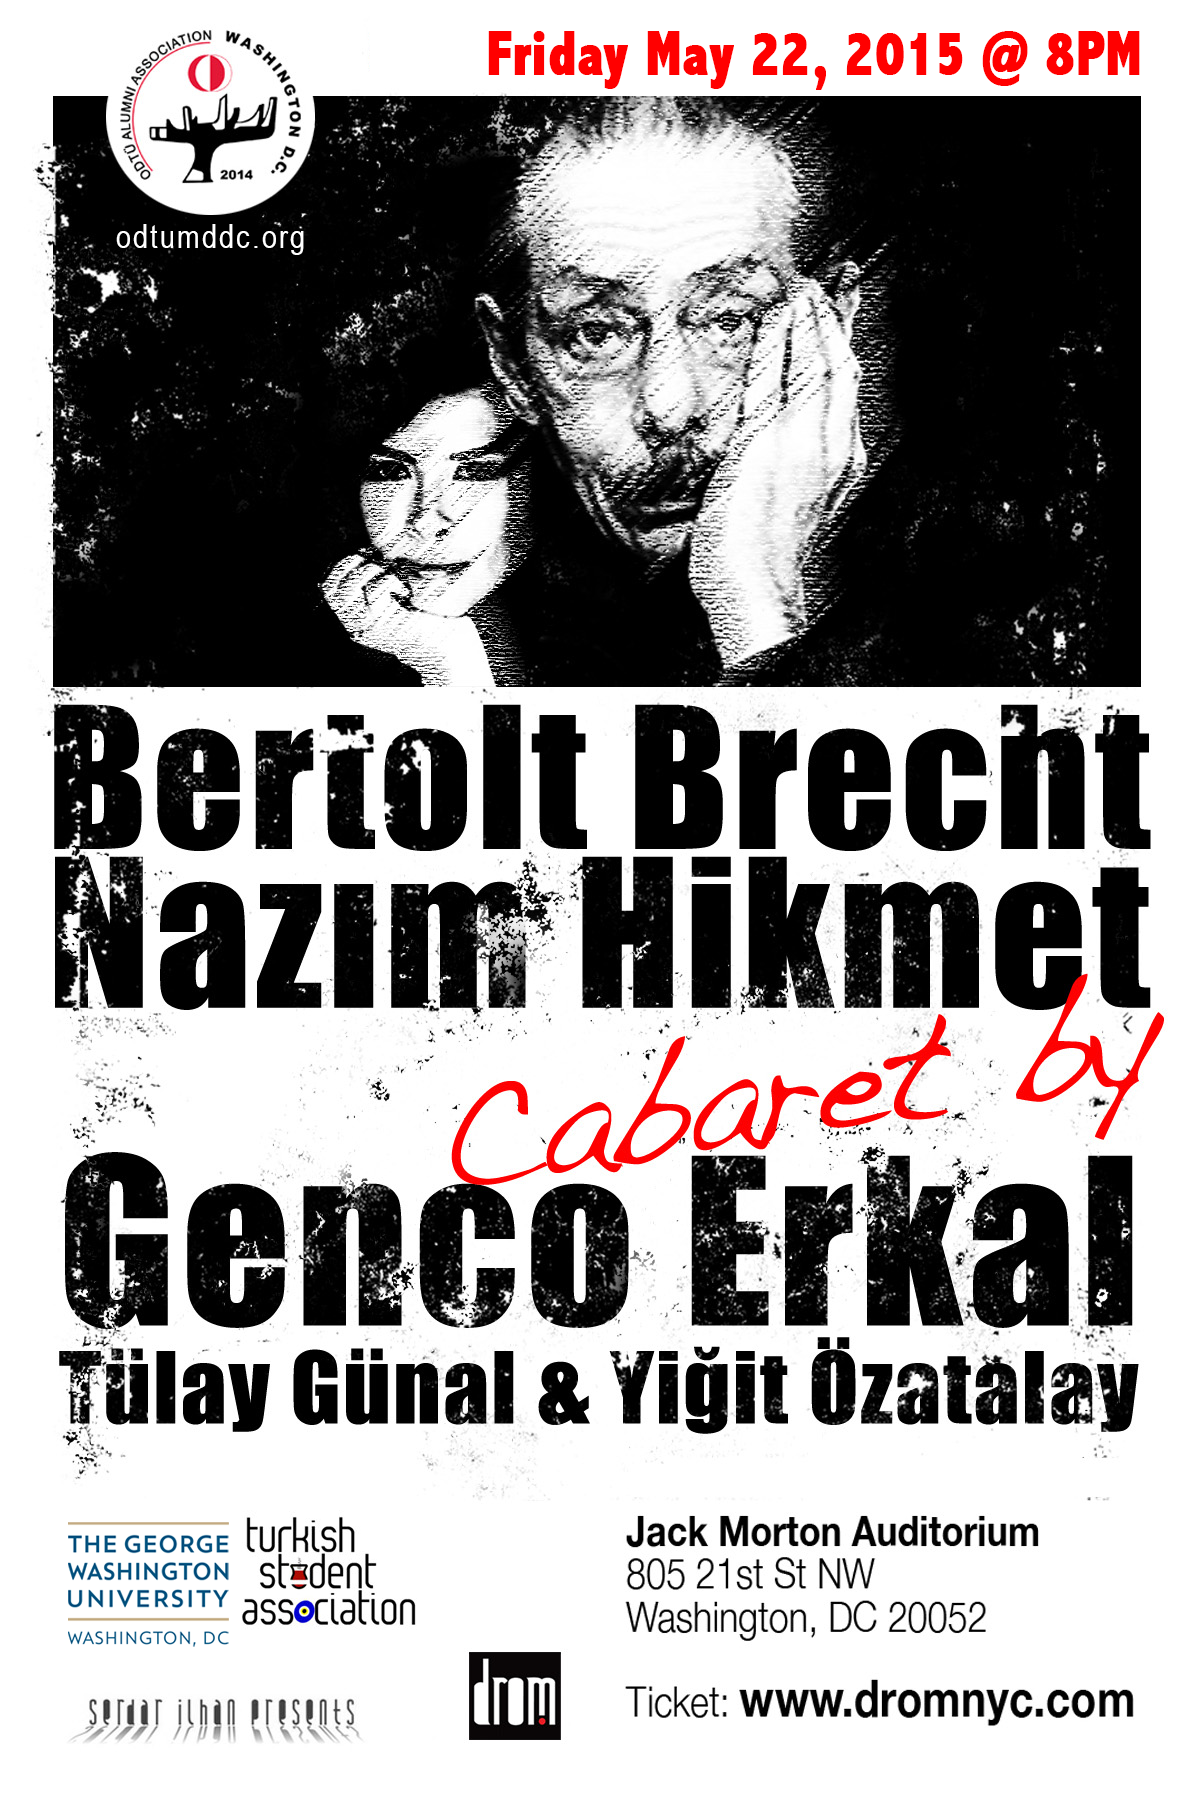 Friday May 22, 2015 @ 8PM
ODTÜ ALUMNI ASSOCIATION WASHINGTON D.C.
2014
odtumddc.org
Bertolt Brecht
Nazım Hikmet
Cabaret by
Genco Erkal
Tülay Günal & Yiğit Özatalay
THE GEORGE
WASHINGTON
UNIVERSITY
WASHINGTON, DC
turkish
student
association
Jack Morton Auditorium
805 21st St NW
Washington, DC 20052
serdar ilhan presents
drom
Ticket: www.dromnyc.com